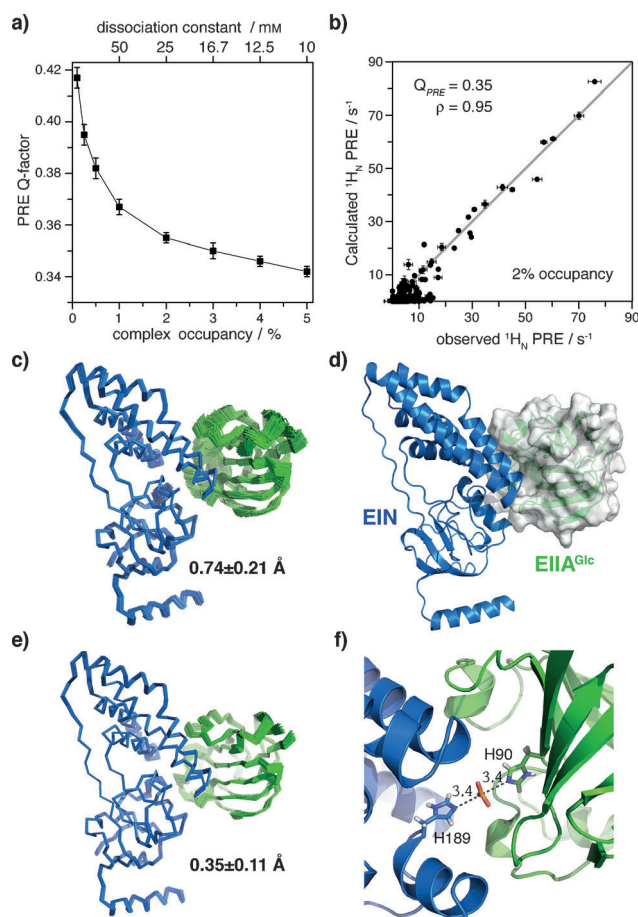 a)
dissociation constant / mM
50 25 16.7 12.5 10
0.42
0.40
0.38
0.36
0.34
PRE Q-factor
0 1 2 3 4 5
complex occupancy / %
b)
90
70
50
30
10
Calculated ¹H_N PRE / s⁻¹
Q_PRE = 0.35
ρ = 0.95
2% occupancy
10 30 50 70 90
observed ¹H_N PRE / s⁻¹
c)
0.74±0.21 Å
d)
EIN
EIIA^Glc
e)
0.35±0.11 Å
f)
H90
3.4
3.4
H189